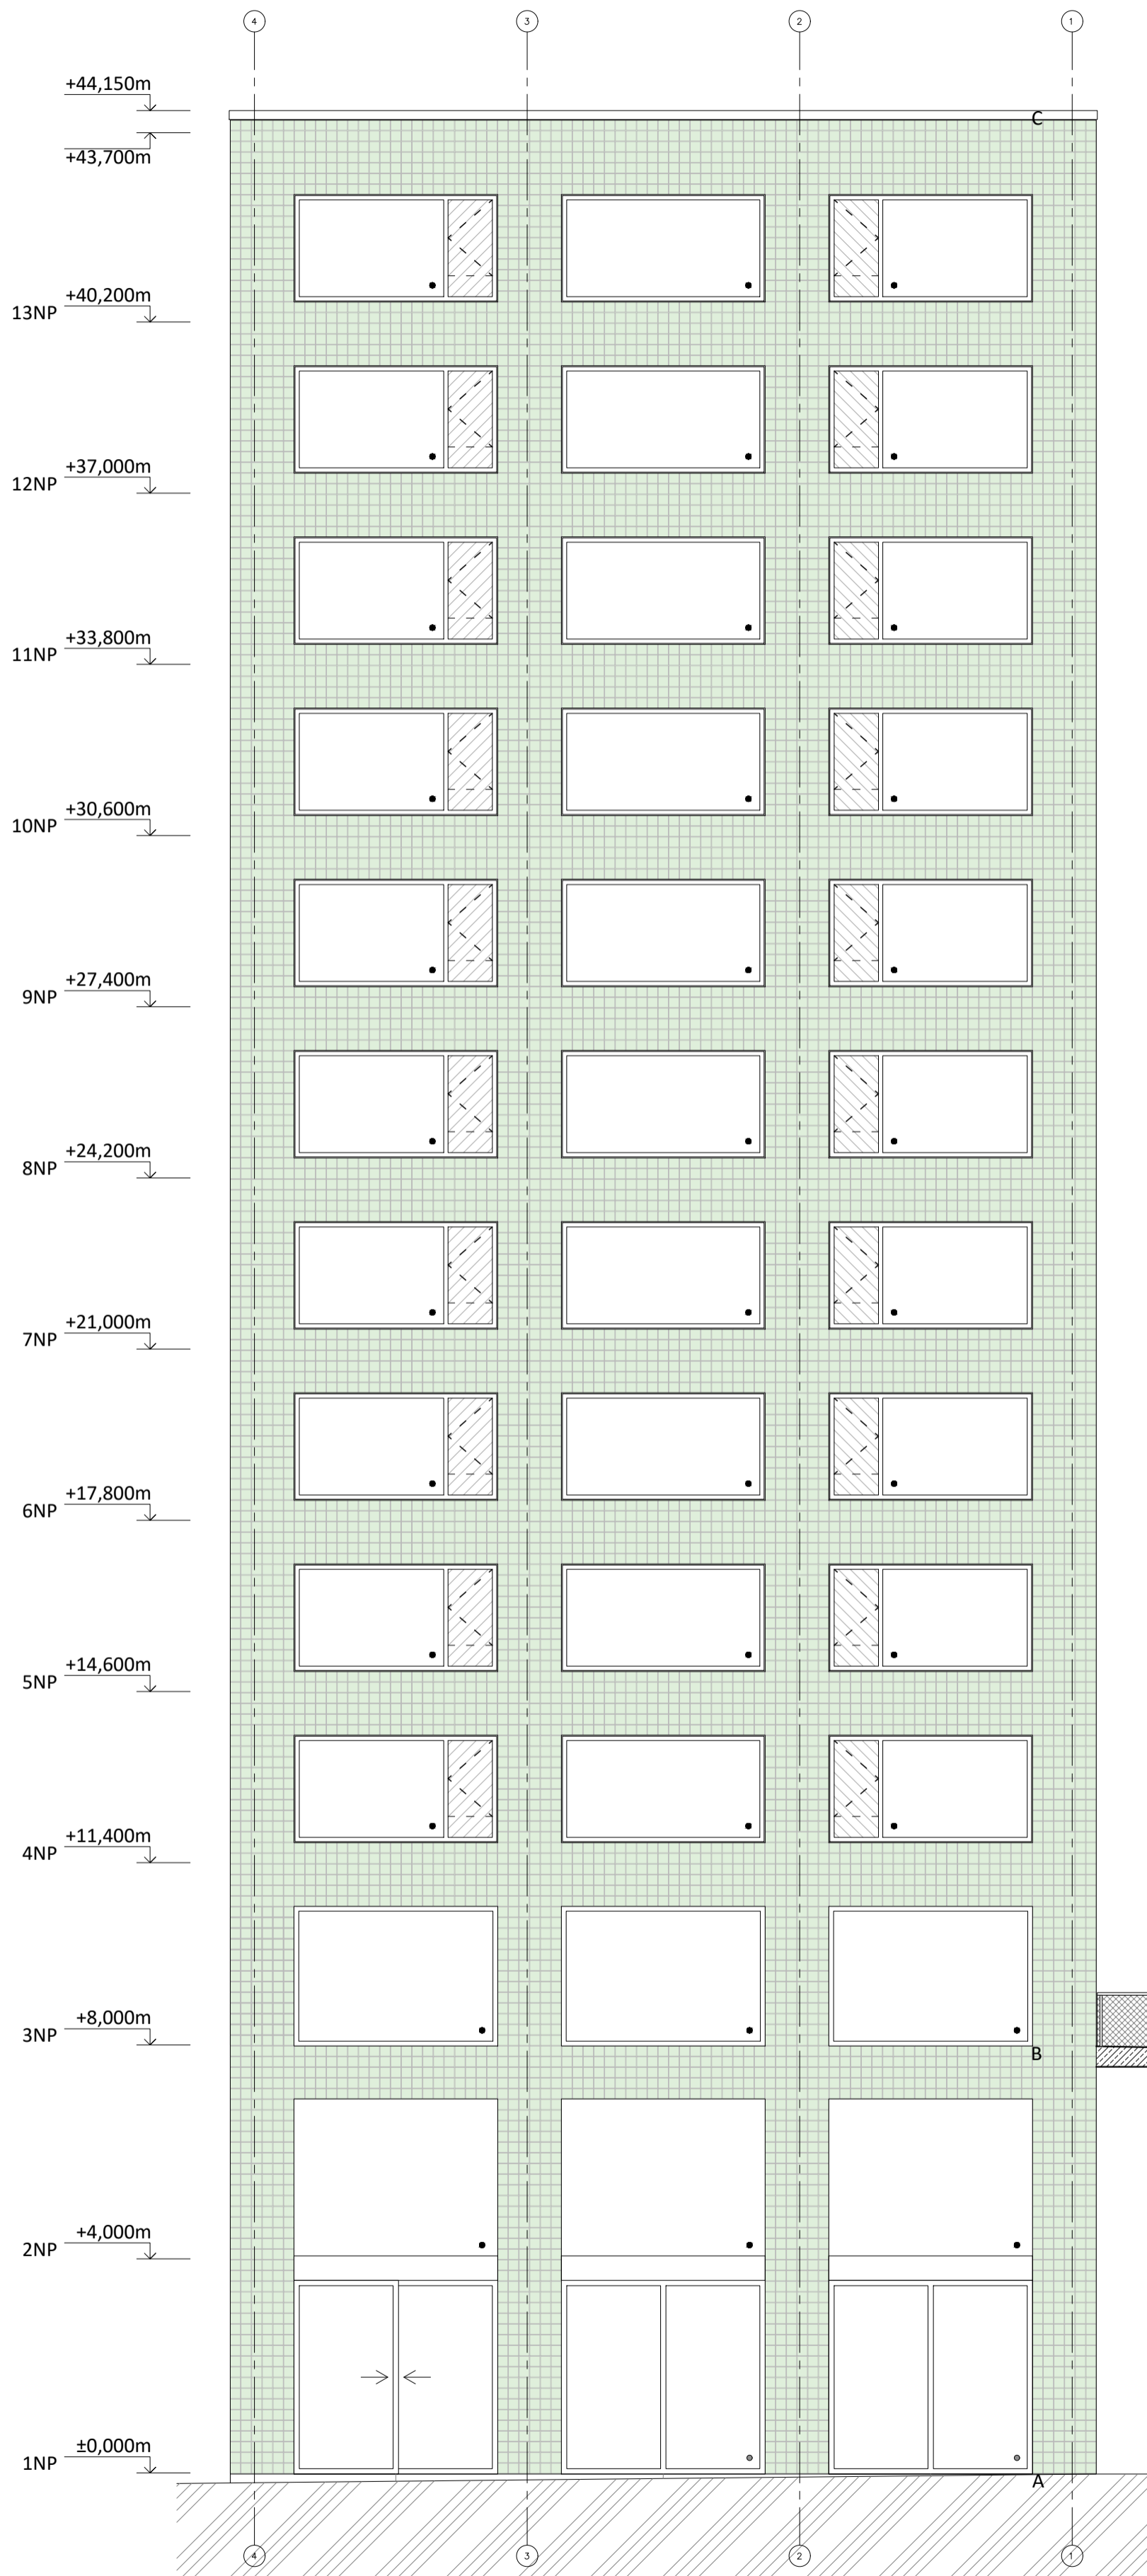 4 3 2 1
+44,150m
C
+43,700m
+40,200m
13NP
+37,000m
12NP
+33,800m
11NP
+30,600m
10NP
+27,400m
9NP
+24,200m
8NP
+21,000m
7NP
+17,800m
6NP
+14,600m
5NP
+11,400m
4NP
+8,000m
3NP
B
+4,000m
2NP
±0,000m
1NP
A
4 3 2 1